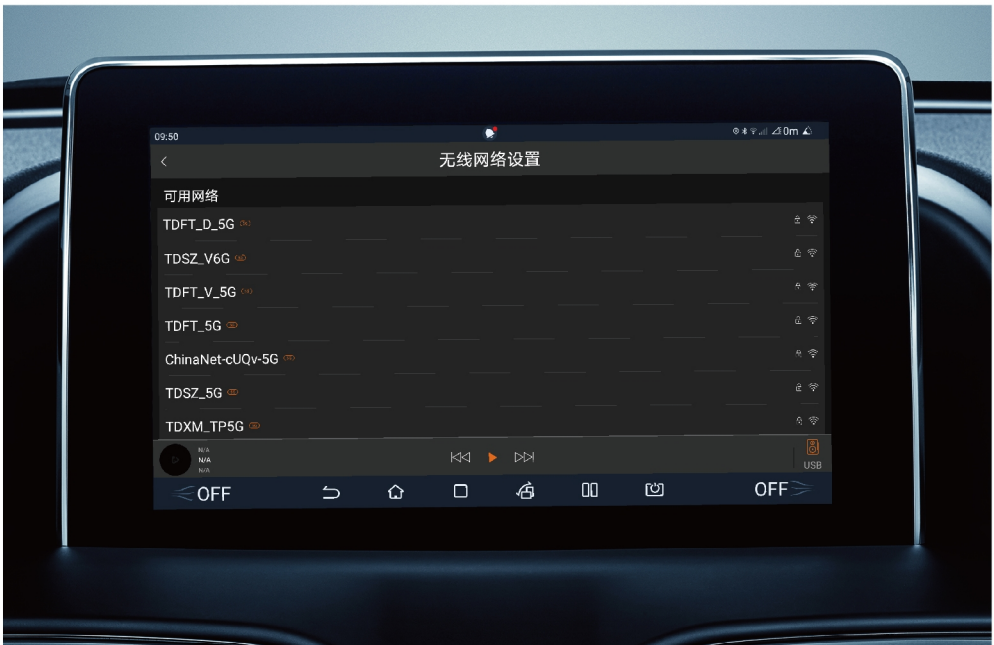 09:50
0m
无线网络设置
可用网络
TDFT_D_5G
TDSZ_V6G
TDFT_V_5G
TDFT_5G
ChinaNet-cUQv-5G
TDSZ_5G
TDXM_TP5G
N/A
N/A
N/A
USB
OFF
OFF